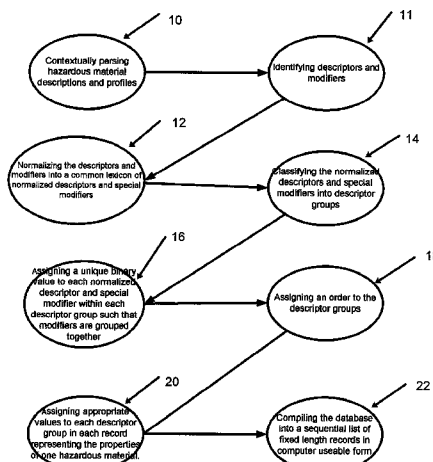 10
Contextually parsing
hazardous material
descriptions and profiles
11
Identifying descriptors and
modifiers
12
Normalizing the descriptors and
modifiers into a common lexicon of
normalized descriptors and special
modifiers
14
Classifying the normalized
descriptors and special
modifiers into descriptor
groups
16
Assigning a unique binary
value to each normalized
descriptor and special
modifier within each
descriptor group such that
modifiers are grouped
together
1
Assigning an order to the
descriptor groups
20
Assigning appropriate
values to each descriptor
group in each record
representing the properties
of one hazardous material.
22
Compiling the database
into a sequential list of
fixed length records in
computer useable form